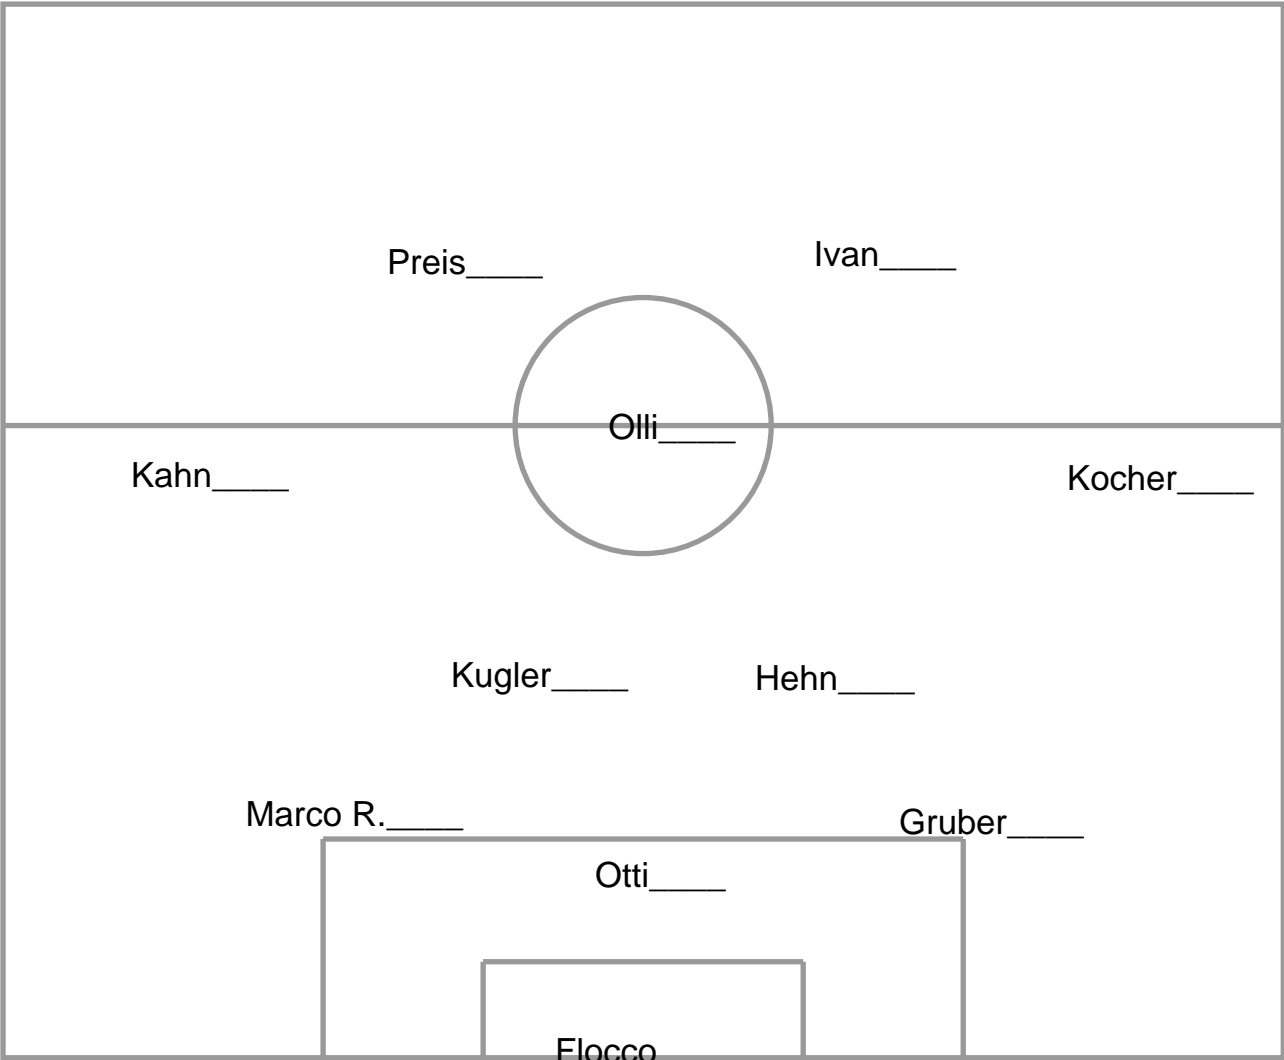 Preis____
Ivan____
Olli____
Kahn____
Kocher____
Kugler____
Hehn____
Marco R.____
Gruber____
Otti____
Flocco